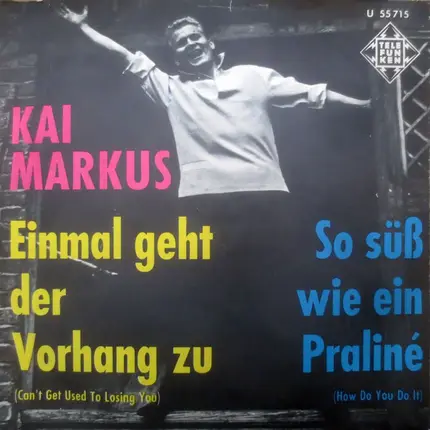 U 55715
TELE
FUN
KEN
KAI
MARKUS
Einmal geht
der
Vorhang zu
(Can't Get Used To Losing You)
So süß
wie ein
Praliné
(How Do You Do It)